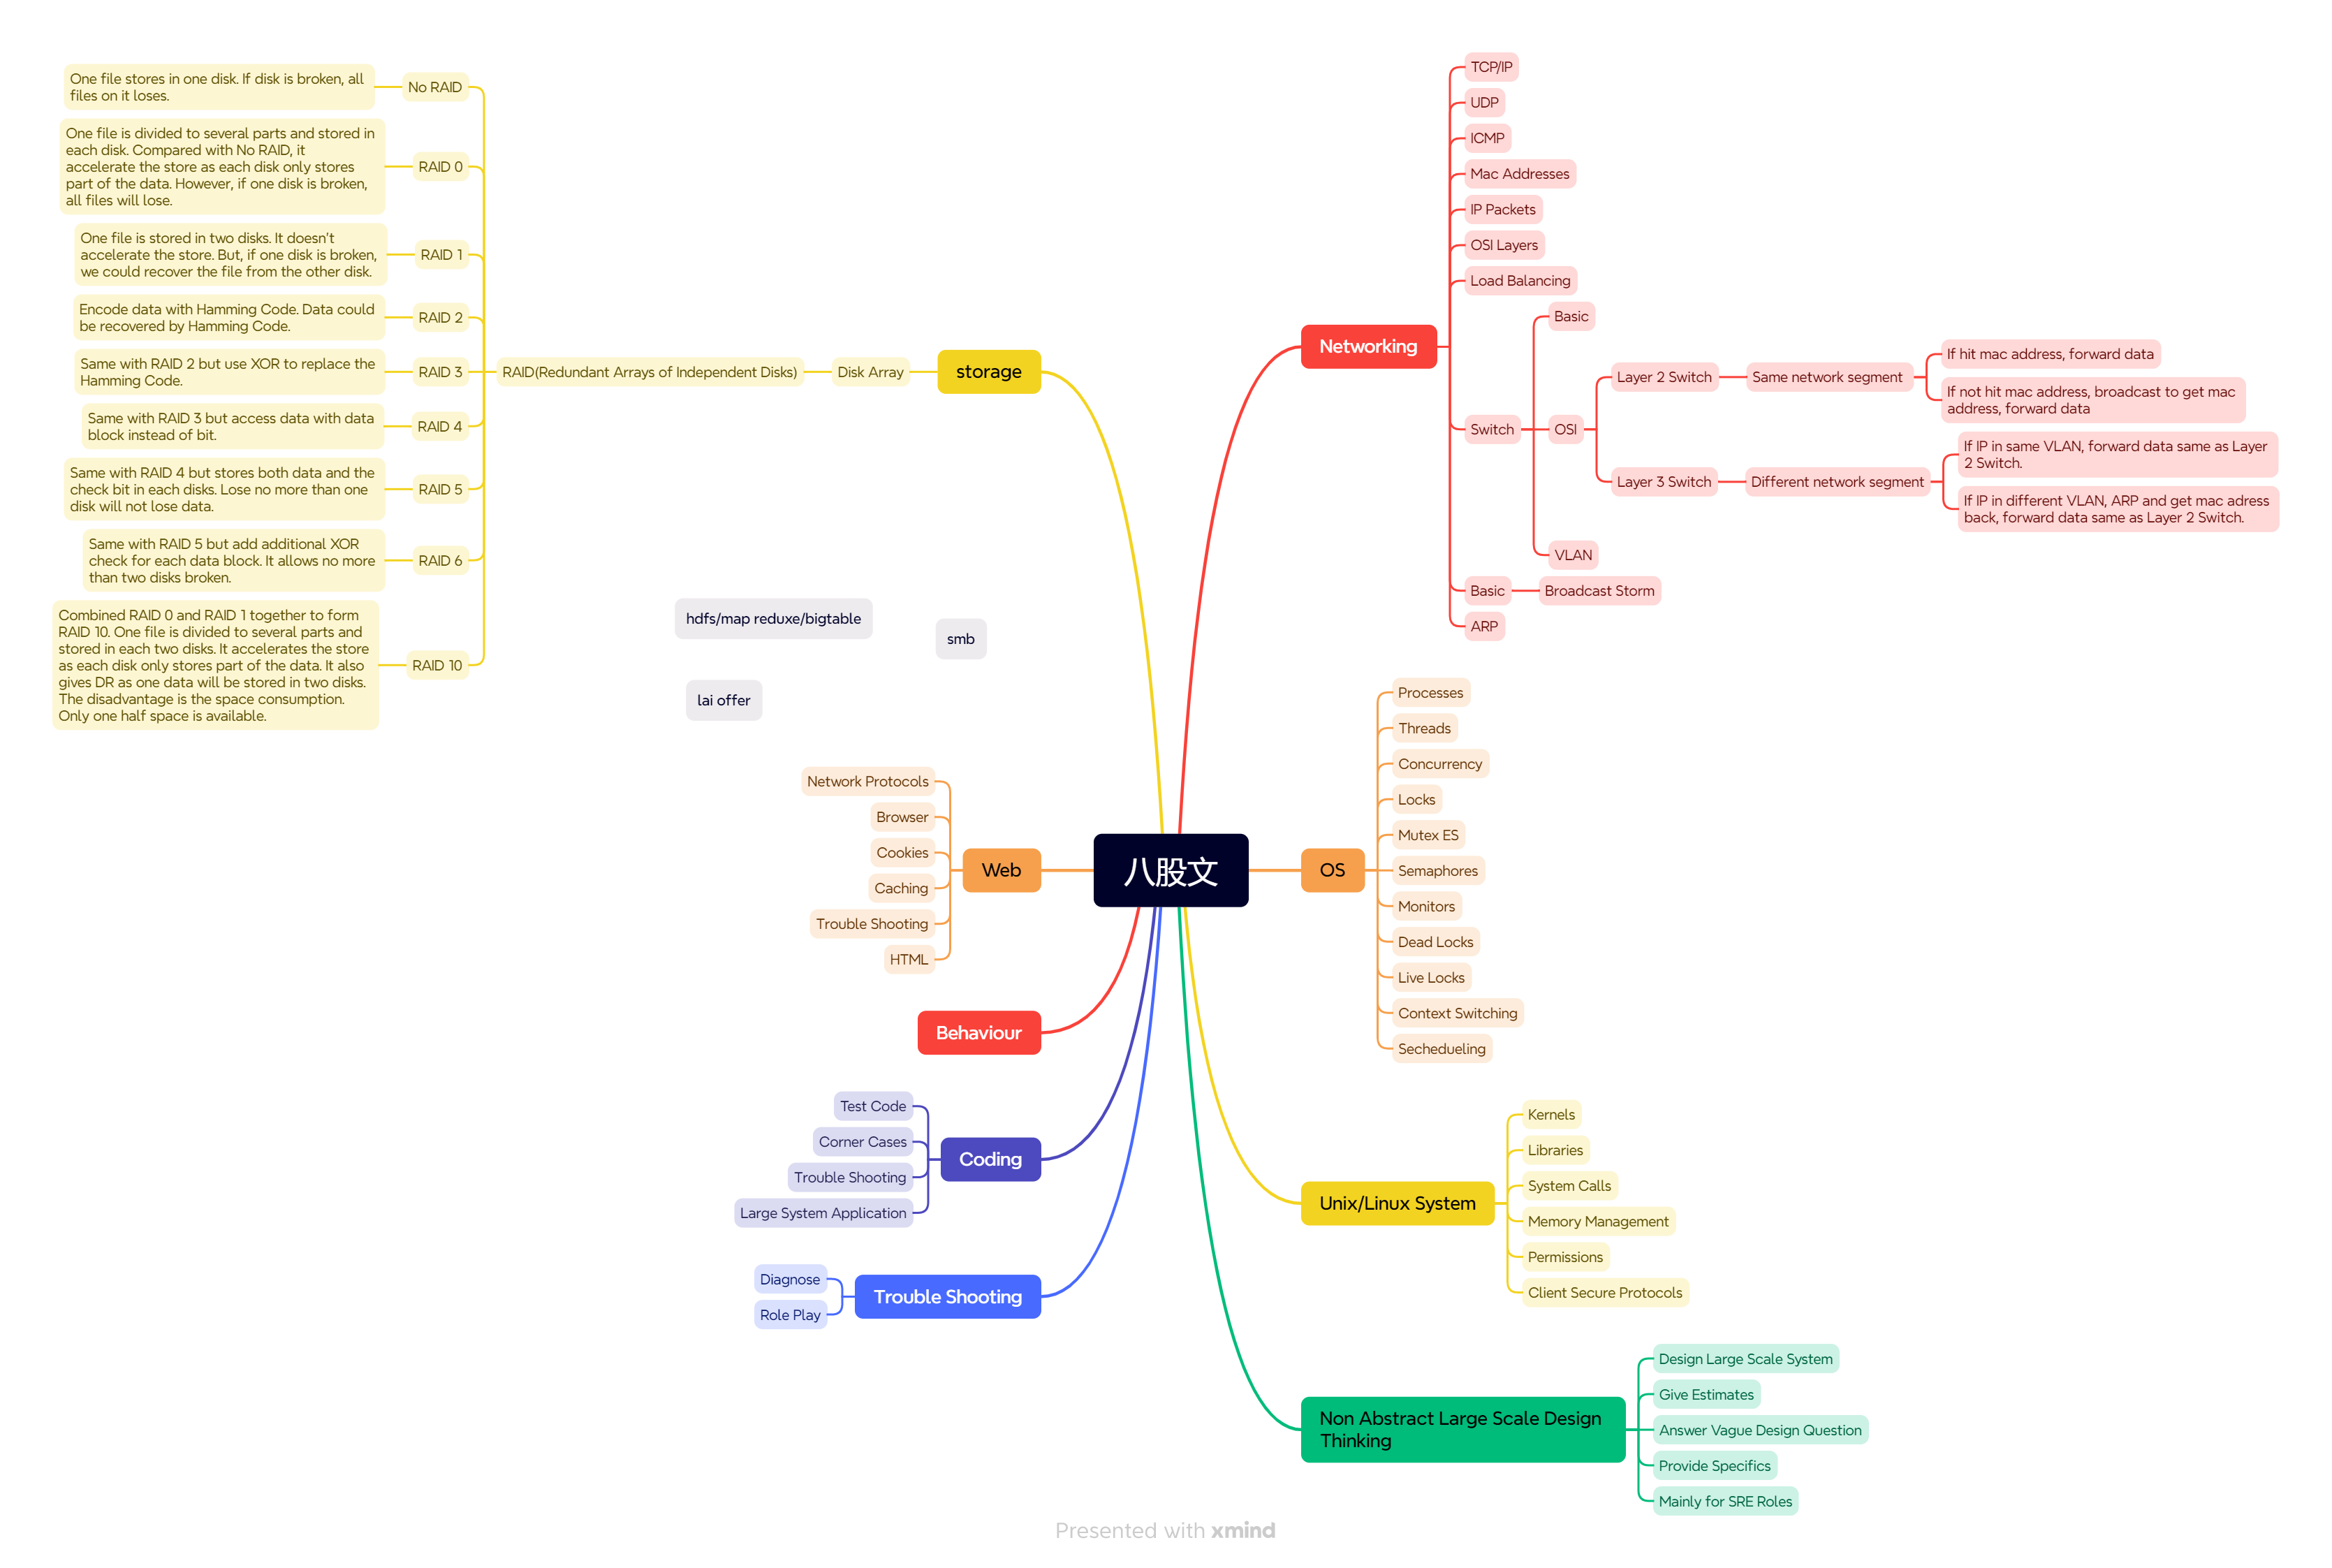 八股文
Networking
TCP/IP
UDP
ICMP
Mac Addresses
IP Packets
OSI Layers
Load Balancing
Switch
Basic
OSI
Layer 2 Switch
Same network segment
If hit mac address, forward data
If not hit mac address, broadcast to get mac
address, forward data
Layer 3 Switch
Different network segment
If IP in same VLAN, forward data same as Layer
2 Switch.
If IP in different VLAN, ARP and get mac adress
back, forward data same as Layer 2 Switch.
VLAN
Basic
Broadcast Storm
ARP
OS
Processes
Threads
Concurrency
Locks
Mutex ES
Semaphores
Monitors
Dead Locks
Live Locks
Context Switching
Sechedueling
Unix/Linux System
Kernels
Libraries
System Calls
Memory Management
Permissions
Client Secure Protocols
Non Abstract Large Scale Design
Thinking
Design Large Scale System
Give Estimates
Answer Vague Design Question
Provide Specifics
Mainly for SRE Roles
storage
Disk Array
RAID(Redundant Arrays of Independent Disks)
No RAID
One file stores in one disk. If disk is broken, all
files on it loses.
RAID 0
One file is divided to several parts and stored in
each disk. Compared with No RAID, it
accelerate the store as each disk only stores
part of the data. However, if one disk is broken,
all files will lose.
RAID 1
One file is stored in two disks. It doesn't
accelerate the store. But, if one disk is broken,
we could recover the file from the other disk.
RAID 2
Encode data with Hamming Code. Data could
be recovered by Hamming Code.
RAID 3
Same with RAID 2 but use XOR to replace the
Hamming Code.
RAID 4
Same with RAID 3 but access data with data
block instead of bit.
RAID 5
Same with RAID 4 but stores both data and the
check bit in each disks. Lose no more than one
disk will not lose data.
RAID 6
Same with RAID 5 but add additional XOR
check for each data block. It allows no more
than two disks broken.
RAID 10
Combined RAID 0 and RAID 1 together to form
RAID 10. One file is divided to several parts and
stored in each two disks. It accelerates the store
as each disk only stores part of the data. It also
gives DR as one data will be stored in two disks.
The disadvantage is the space consumption.
Only one half space is available.
hdfs/map reduxe/bigtable
smb
lai offer
Web
Network Protocols
Browser
Cookies
Caching
Trouble Shooting
HTML
Behaviour
Coding
Test Code
Corner Cases
Trouble Shooting
Large System Application
Trouble Shooting
Diagnose
Role Play
Presented with xmind